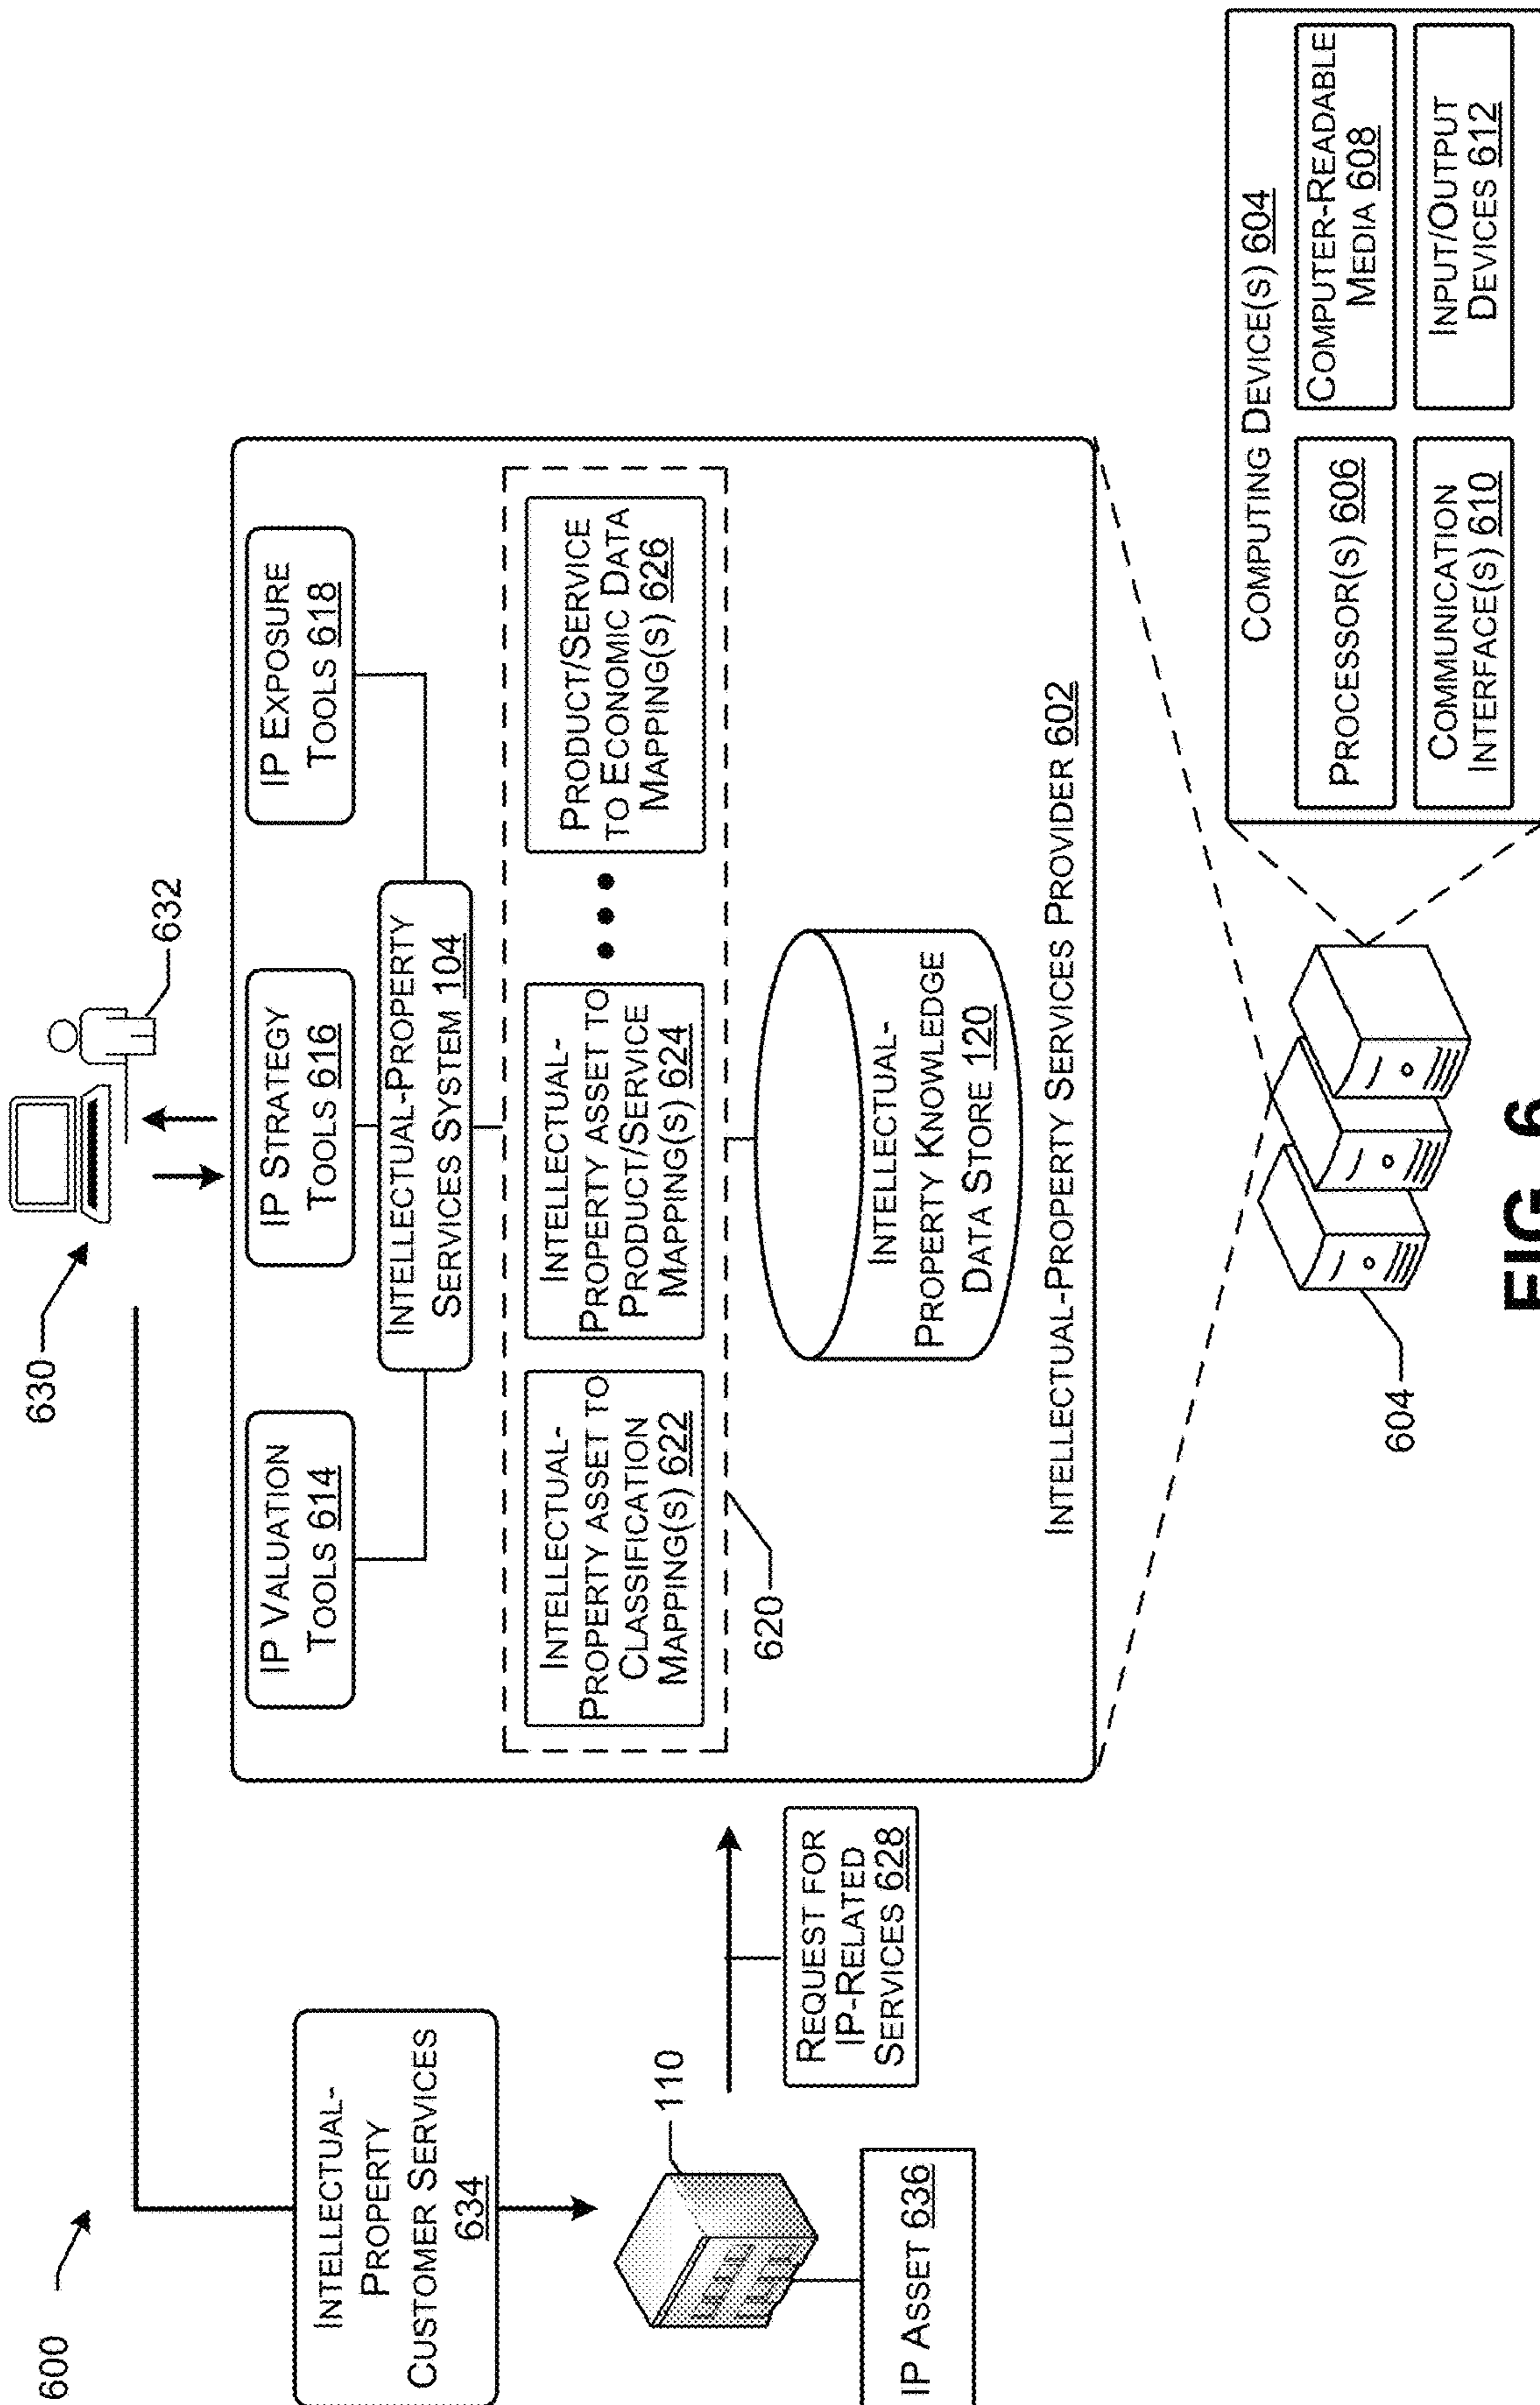 600
INTELLECTUAL-
PROPERTY
CUSTOMER SERVICES
634
110
IP ASSET 636
REQUEST FOR
IP-RELATED
SERVICES 628
630
632
IP VALUATION
TOOLS 614
IP STRATEGY
TOOLS 616
IP EXPOSURE
TOOLS 618
INTELLECTUAL-PROPERTY
SERVICES SYSTEM 104
INTELLECTUAL-
PROPERTY ASSET TO
CLASSIFICATION
MAPPING(S) 622
INTELLECTUAL-
PROPERTY ASSET TO
PRODUCT/SERVICE
MAPPING(S) 624
PRODUCT/SERVICE
TO ECONOMIC DATA
MAPPING(S) 626
620
INTELLECTUAL-
PROPERTY KNOWLEDGE
DATA STORE 120
INTELLECTUAL-PROPERTY SERVICES PROVIDER 602
604
COMPUTING DEVICE(S) 604
PROCESSOR(S) 606
COMPUTER-READABLE
MEDIA 608
COMMUNICATION
INTERFACE(S) 610
INPUT/OUTPUT
DEVICES 612
FIG. 6